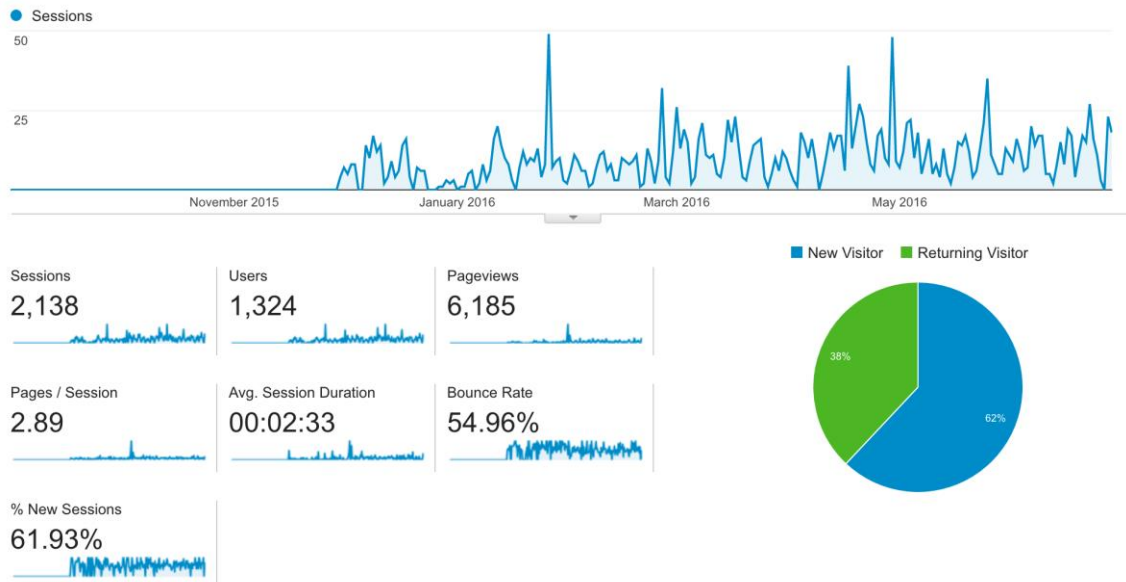 Sessions
50
25
November 2015
January 2016
March 2016
May 2016
New Visitor
Returning Visitor
Sessions
2,138
Users
1,324
Pageviews
6,185
Pages / Session
2.89
Avg. Session Duration
00:02:33
Bounce Rate
54.96%
% New Sessions
61.93%
38%
62%